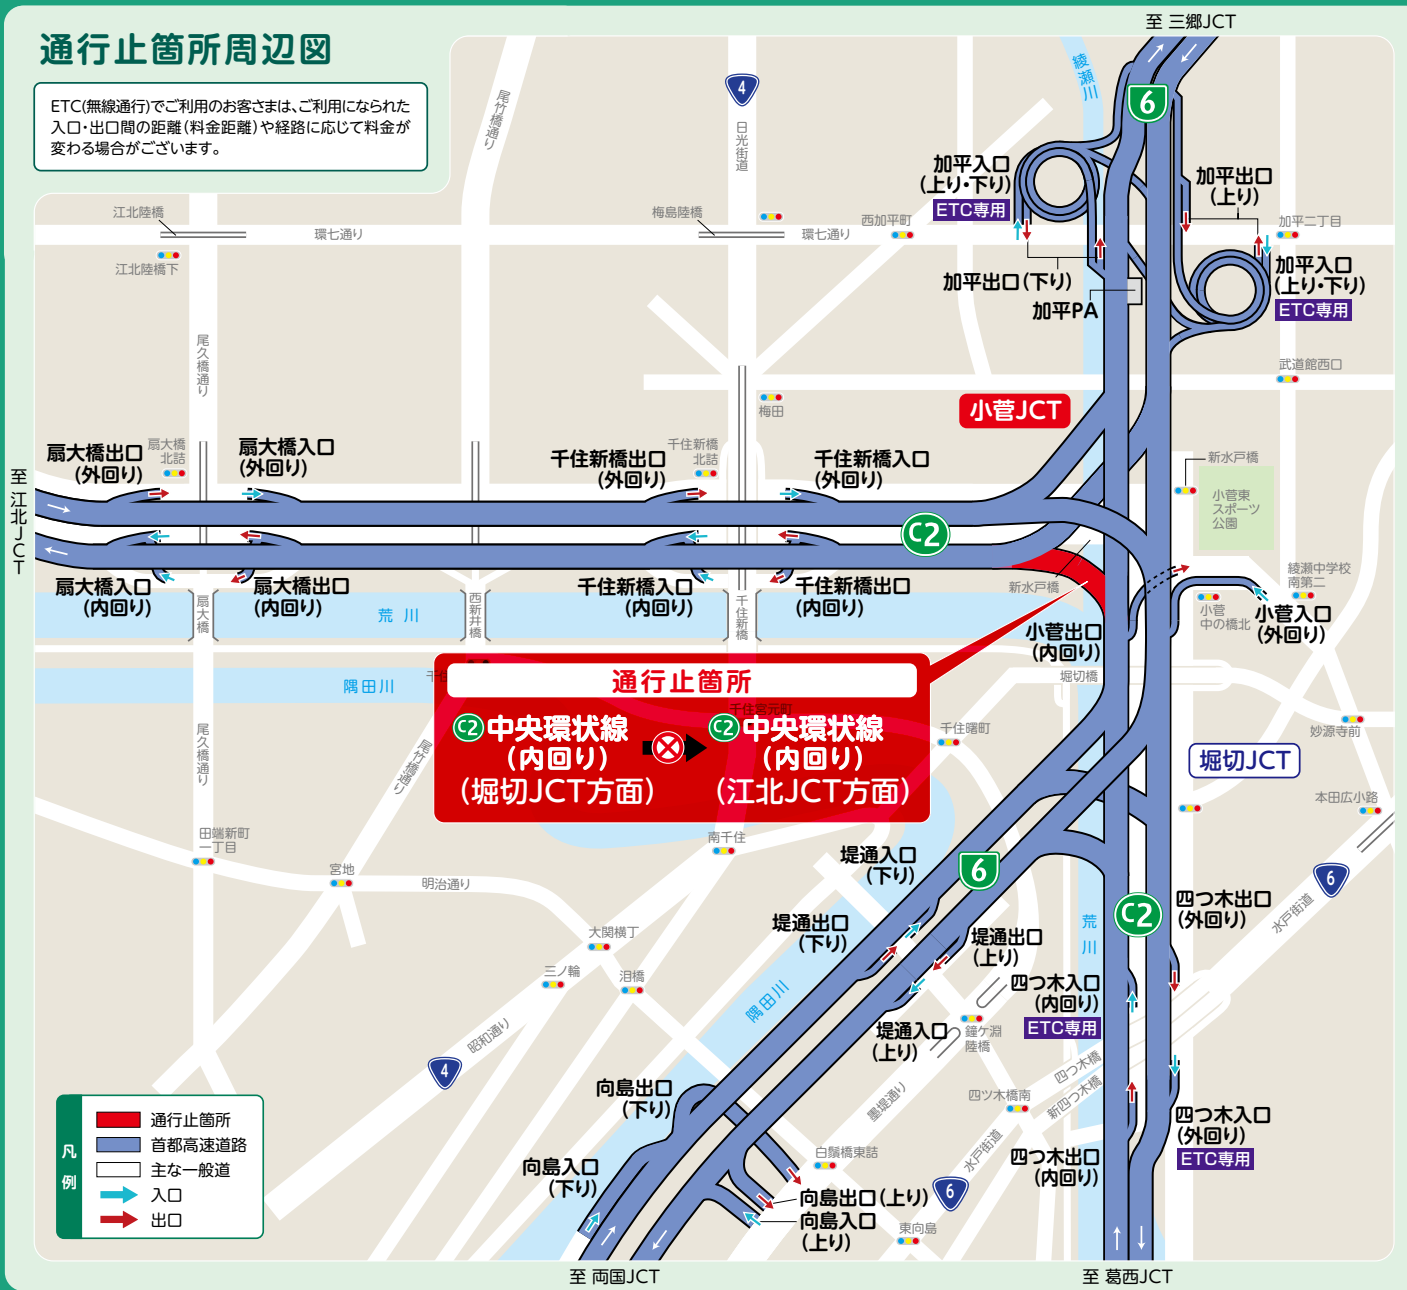 通行止箇所周辺図
ETC(無線通行)でご利用のお客さまは、ご利用になられた
入口・出口間の距離(料金距離)や経路に応じて料金が
変わる場合がございます。
至 三郷JCT
6
綾瀬川
4
日光街道
尾竹橋通り
加平入口
(上り・下り)
ETC専用
加平出口
(上り)
江北陸橋
環七通り
江北陸橋下
梅島陸橋
環七通り
西加平町
加平二丁目
加平出口(下り)
加平PA
加平入口
(上り・下り)
ETC専用
尾久橋通り
武道館西口
梅田
小菅JCT
至 江北JCT
扇大橋出口
(外回り)
扇大橋
北詰
扇大橋入口
(外回り)
千住新橋出口
(外回り)
千住新橋
北詰
千住新橋入口
(外回り)
新水戸橋
小菅東
スポーツ
公園
C2
扇大橋入口
(内回り)
扇大橋出口
(内回り)
千住新橋入口
(内回り)
千住新橋出口
(内回り)
新水戸橋
綾瀬中学校
南第二
扇大橋
荒川
西新井橋
千住新橋
小菅
中の橋北
小菅入口
(外回り)
小菅出口
(内回り)
堀切橋
隅田川
千
通行止箇所
千住宮元町
C2 中央環状線
(内回り)
(堀切JCT方面)
C2 中央環状線
(内回り)
(江北JCT方面)
千住曙町
妙源寺前
堀切JCT
本田広小路
尾久橋通り
尾竹橋通り
田端新町
一丁目
宮地
明治通り
南千住
堤通入口
(下り)
6
6
水戸街道
四つ木出口
(外回り)
C2
荒川
大関横丁
三ノ輪
泪橋
堤通出口
(下り)
堤通出口
(上り)
四つ木入口
(内回り)
ETC専用
隅田川
堤通入口
(上り)
鐘ケ淵
陸橋
昭和通り
4
四つ木橋
新四つ木橋
四ツ木橋南
墨堤通り
向島出口
(下り)
四つ木入口
(外回り)
ETC専用
水戸街道
6
四つ木出口
(内回り)
白鬚橋東詰
向島入口
(下り)
向島出口(上り)
向島入口
(上り)
東向島
凡例
通行止箇所
首都高速道路
主な一般道
入口
出口
至 両国JCT
至 葛西JCT